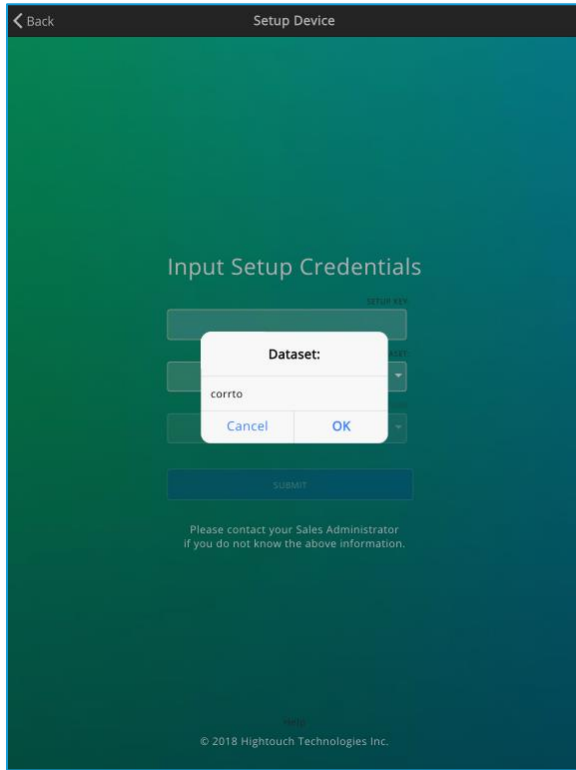 Back
Setup Device
Input Setup Credentials
SETUP KEY:
Dataset:
corrto
Cancel
OK
SUBMIT
Please contact your Sales Administrator
if you do not know the above information.
Help
© 2018 Hightouch Technologies Inc.